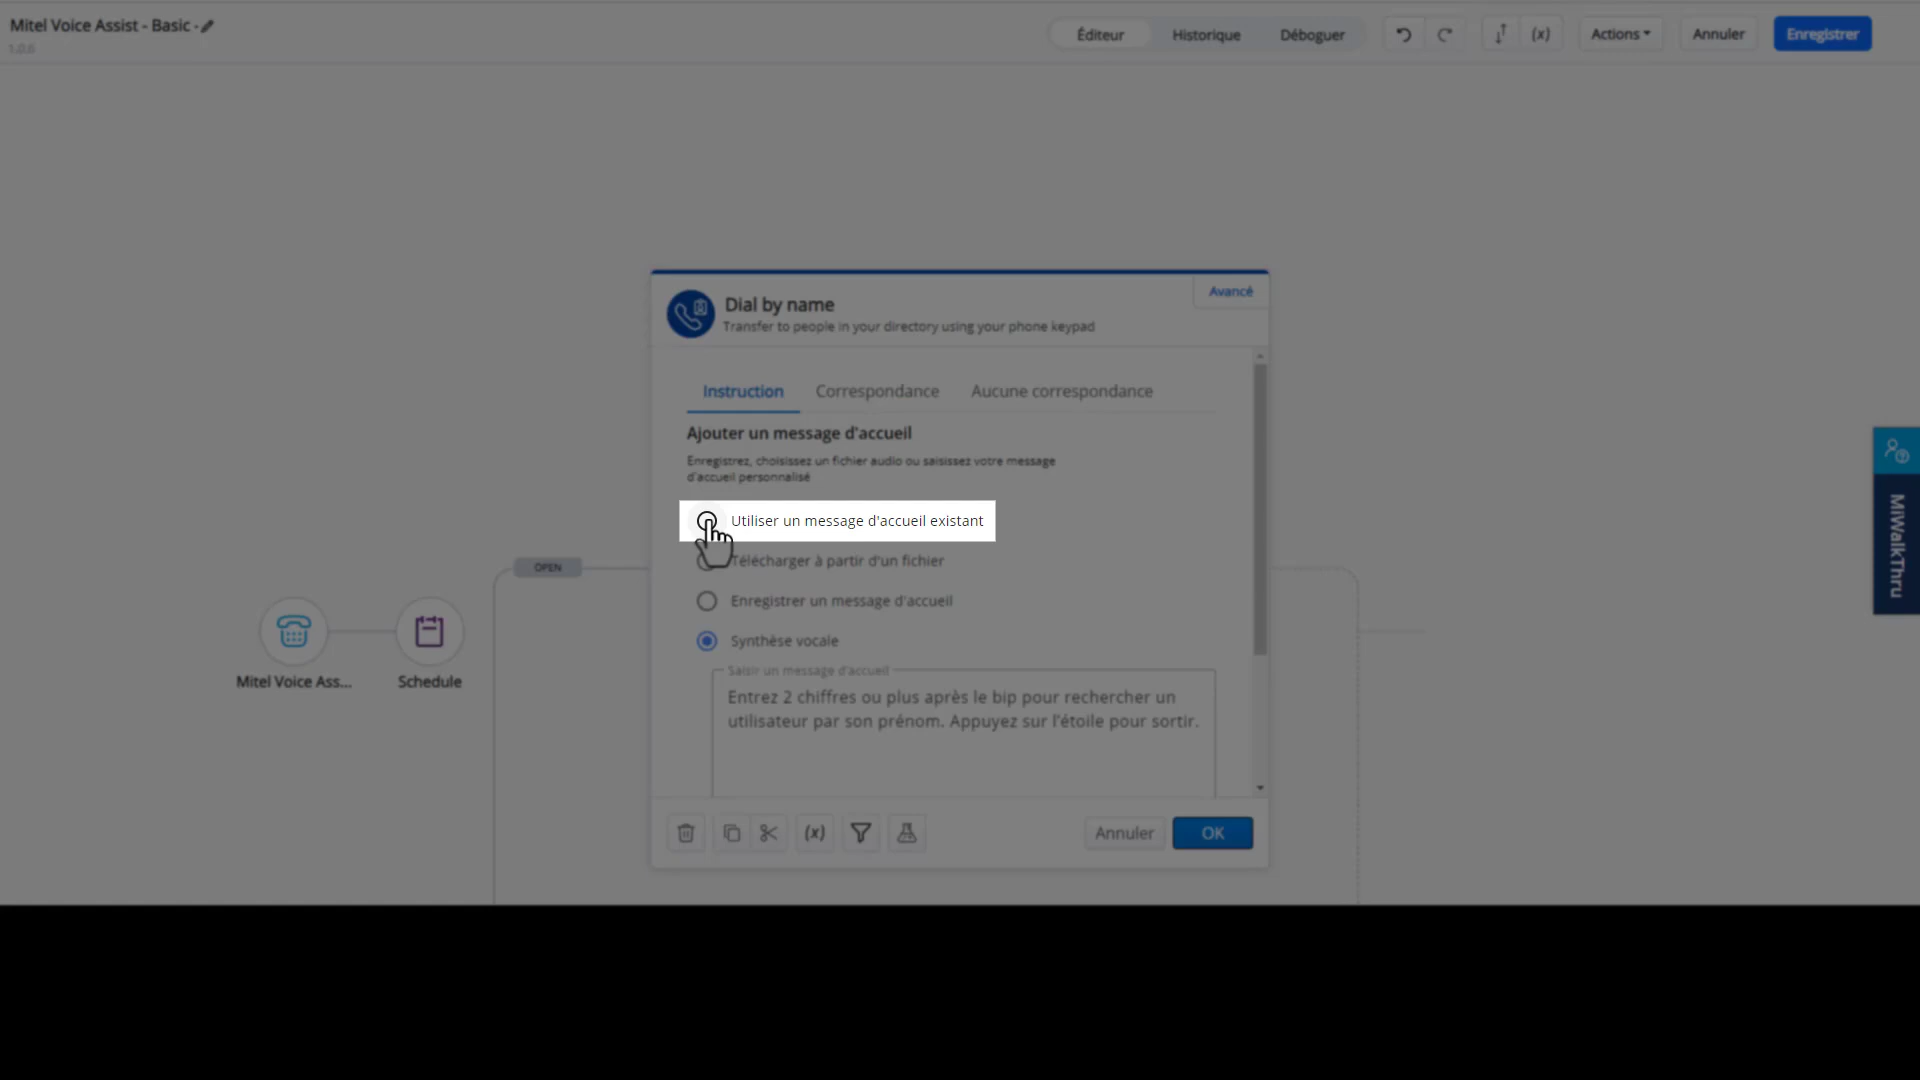 Mitel Voice Assist - Basic -
1.0.6
Éditeur
Historique
Déboguer
(x)
Actions
Annuler
Enregistrer
Dial by name
Transfer to people in your directory using your phone keypad
Avancé
Instruction
Correspondance
Aucune correspondance
Ajouter un message d'accueil
Enregistrez, choisissez un fichier audio ou saisissez votre message
d'accueil personnalisé
Utiliser un message d'accueil existant
Télécharger à partir d'un fichier
Enregistrer un message d'accueil
Synthèse vocale
Saisir un message d'accueil
Entrez 2 chiffres ou plus après le bip pour rechercher un
utilisateur par son prénom. Appuyez sur l'étoile pour sortir.
(x)
Annuler
OK
OPEN
Mitel Voice Ass...
Schedule
MiWalkThru